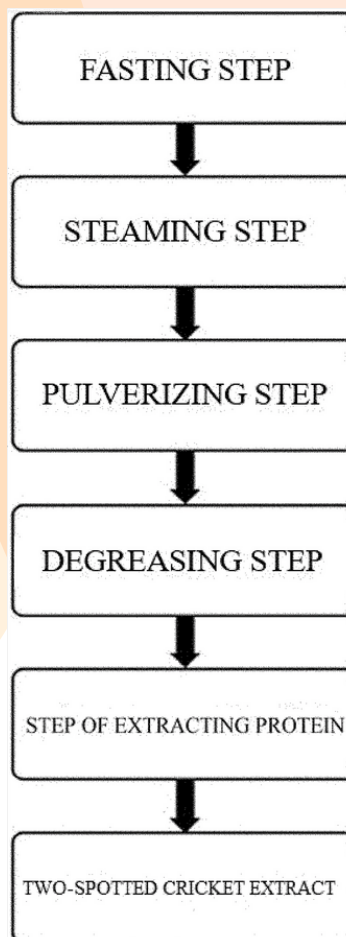 FASTING STEP
STEAMING STEP
PULVERIZING STEP
DEGREASING STEP
STEP OF EXTRACTING PROTEIN
TWO-SPOTTED CRICKET EXTRACT